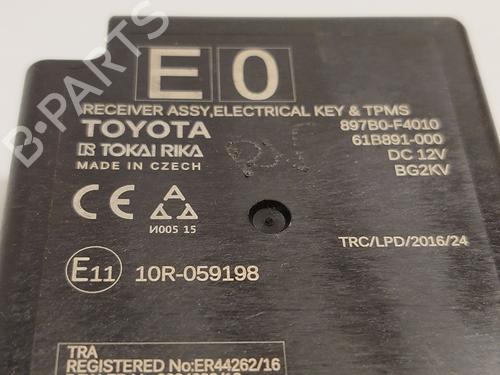 E 0
RECEIVER ASSY,ELECTRICAL KEY & TPMS
TOYOTA 897B0-F4010
TOKAI RIKA 61B891-000
MADE IN CZECH DC 12V
BG2KV
CE
И005 15
TRC/LPD/2016/24
E11 10R-059198
TRA
REGISTERED No:ER44262/16
B-PARTS